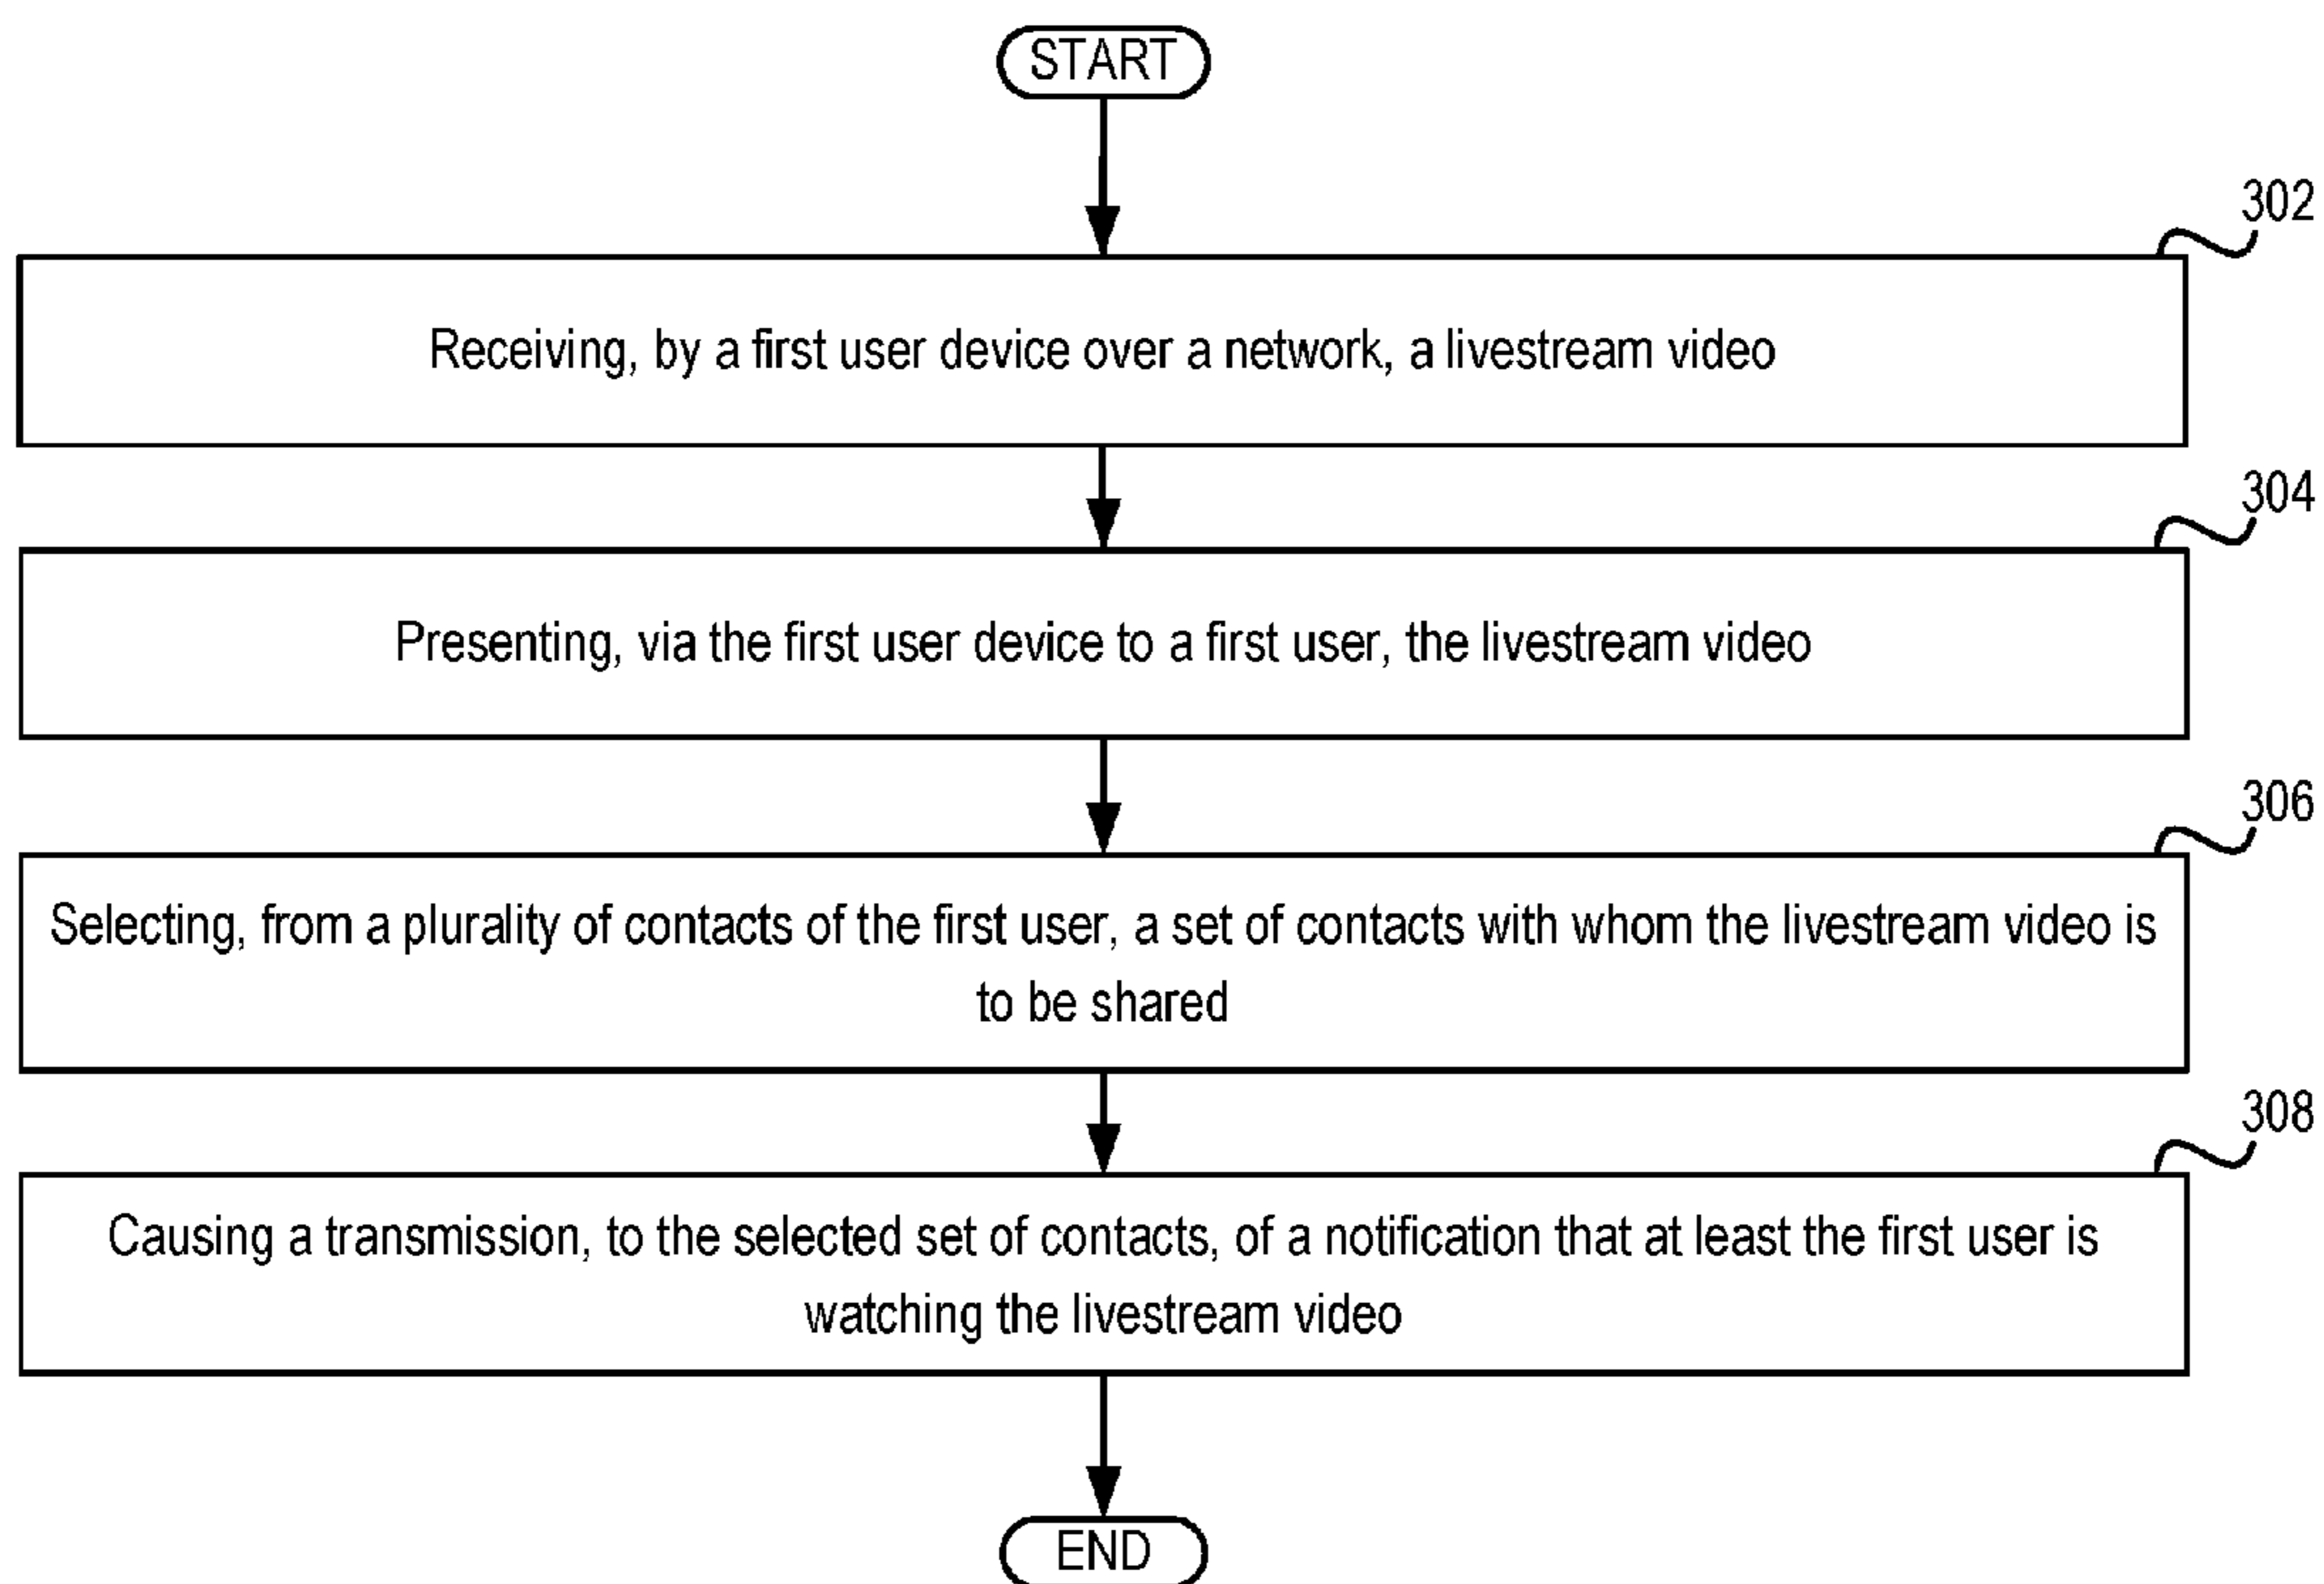 START
302
Receiving, by a first user device over a network, a livestream video
304
Presenting, via the first user device to a first user, the livestream video
306
Selecting, from a plurality of contacts of the first user, a set of contacts with whom the livestream video is
to be shared
308
Causing a transmission, to the selected set of contacts, of a notification that at least the first user is
watching the livestream video
END